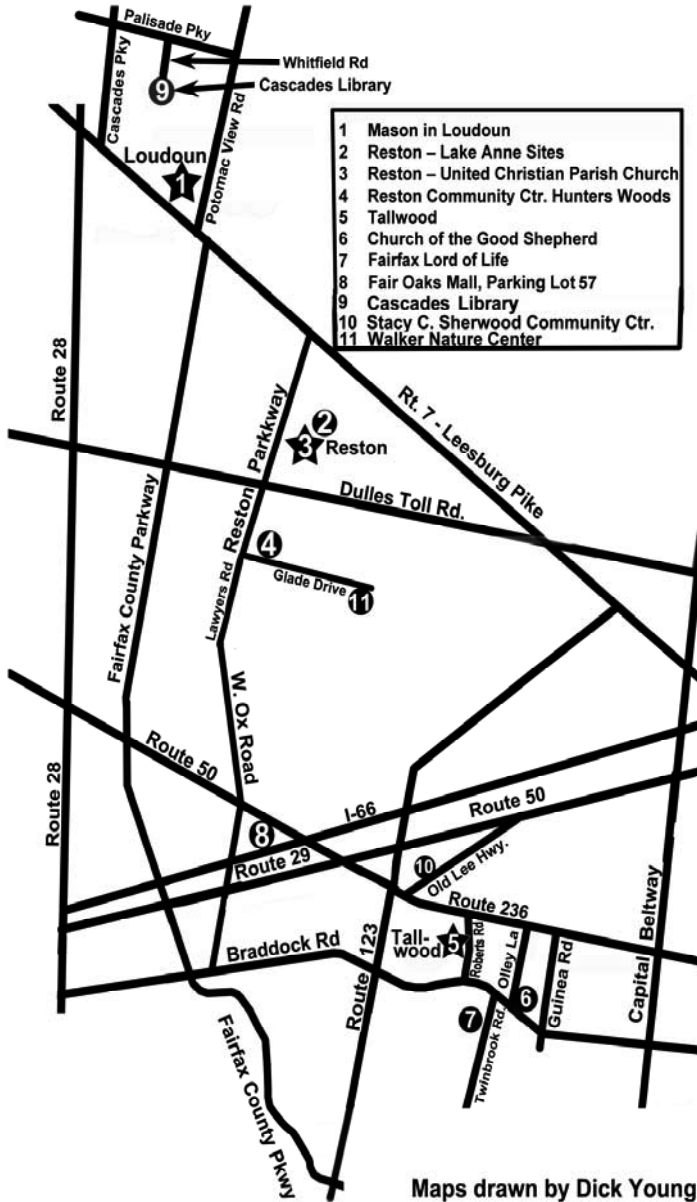 Palisade Pky
Whitfield Rd
Cascades Library
9
Cascades Pky
Potomac View Rd
Loudoun
1
1 Mason in Loudoun
2 Reston – Lake Anne Sites
3 Reston – United Christian Parish Church
4 Reston Community Ctr. Hunters Woods
5 Tallwood
6 Church of the Good Shepherd
7 Fairfax Lord of Life
8 Fair Oaks Mall, Parking Lot 57
9 Cascades Library
10 Stacy C. Sherwood Community Ctr.
11 Walker Nature Center
Route 28
Rt. 7 - Leesburg Pike
Reston Parkkway
2
3
Reston
Dulles Toll Rd.
Fairfax County Parkway
4
Lawyers Rd
Glade Drive
11
W. Ox Road
Route 50
Route 28
I-66
Route 50
8
Route 29
10
Old Lee Hwy.
Route 236
Capital Beltway
Braddock Rd
Route 123
Tall-
wood
5
Roberts Rd
Olley La
Guinea Rd
6
7
Twinbrook Rd.
Fairfax County Pkwy
Maps drawn by Dick Young